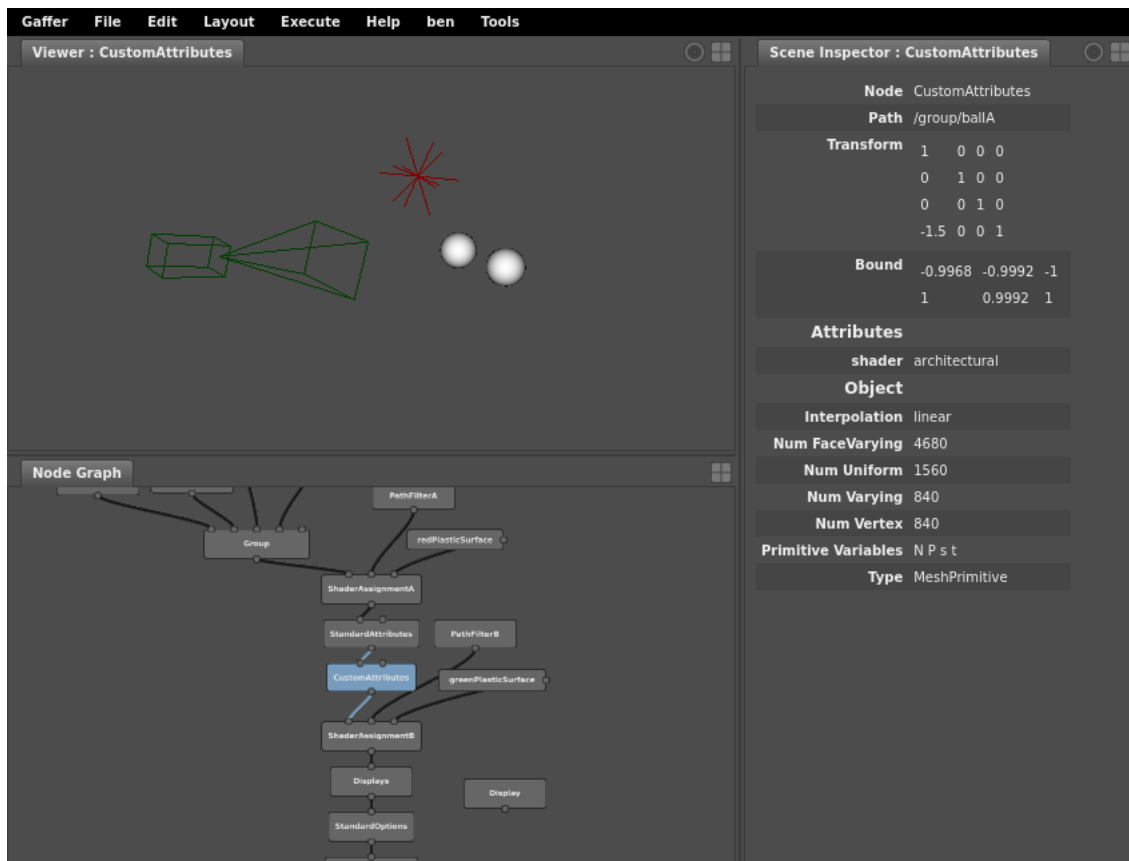 Gaffer File Edit Layout Execute Help ben Tools
Viewer : CustomAttributes
Node Graph
PathFilterA
Group
redPlasticSurface
ShaderAssignmentA
StandardAttributes
PathFilterB
CustomAttributes
greenPlasticSurface
ShaderAssignmentB
Displays
Display
StandardOptions
Scene Inspector : CustomAttributes
Node CustomAttributes
Path /group/ballA
Transform 1 0 0 0
0 1 0 0
0 0 1 0
-1.5 0 0 1
Bound -0.9968 -0.9992 -1
1 0.9992 1
Attributes
shader architectural
Object
Interpolation linear
Num FaceVarying 4680
Num Uniform 1560
Num Varying 840
Num Vertex 840
Primitive Variables N P s t
Type MeshPrimitive